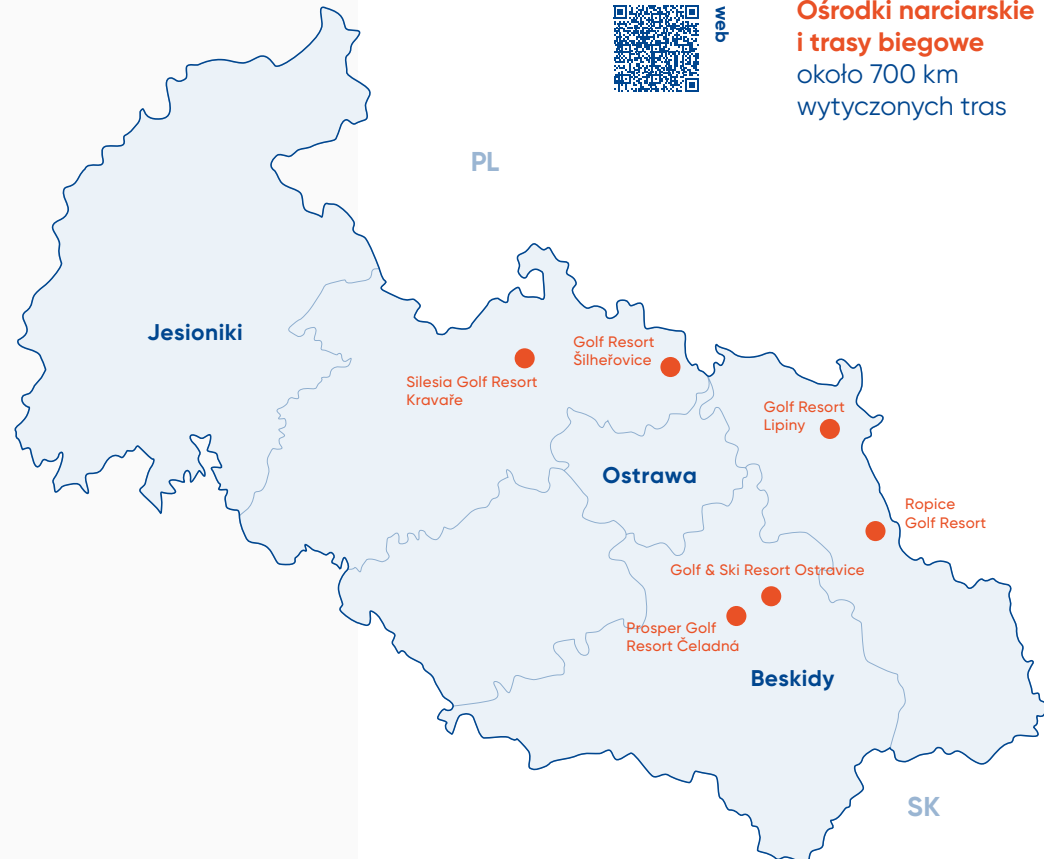 web
Ośrodki narciarskie
i trasy biegowe
około 700 km
wytyczonych tras
PL
Jesioniki
Golf Resort
Šilheřovice
Silesia Golf Resort
Kravaře
Golf Resort
Lipiny
Ostrawa
Ropice
Golf Resort
Golf & Ski Resort Ostravice
Prosper Golf
Resort Čeladná
Beskidy
SK